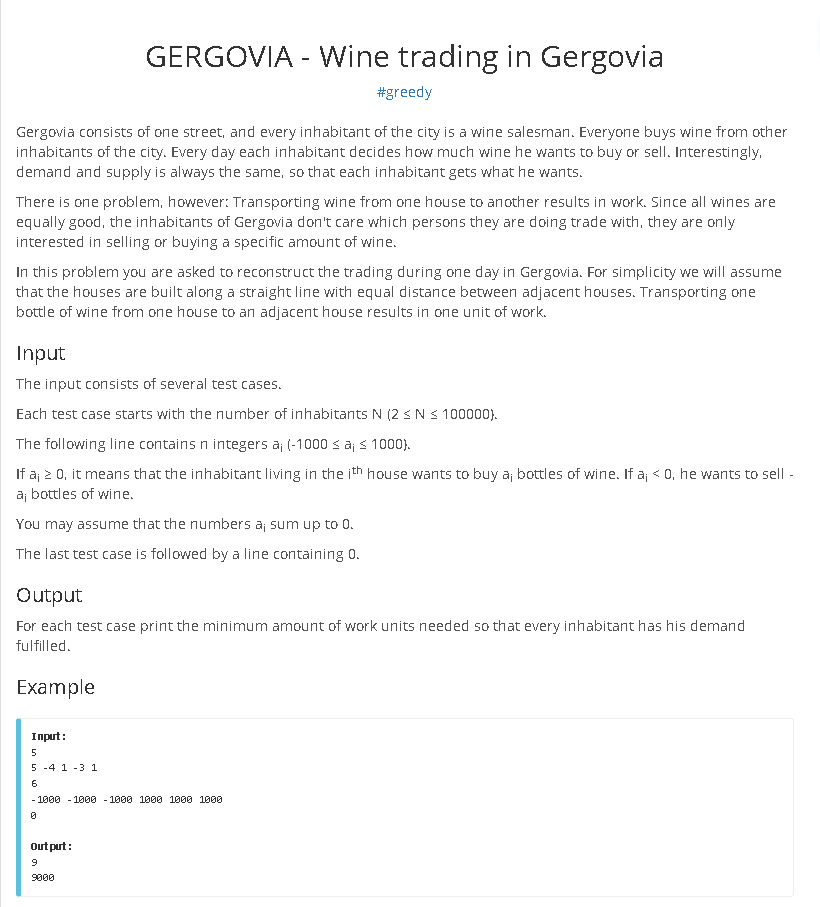 GERGOVIA - Wine trading in Gergovia
#greedy
Gergovia consists of one street, and every inhabitant of the city is a wine salesman. Everyone buys wine from other
inhabitants of the city. Every day each inhabitant decides how much wine he wants to buy or sell. Interestingly,
demand and supply is always the same, so that each inhabitant gets what he wants.
There is one problem, however: Transporting wine from one house to another results in work. Since all wines are
equally good, the inhabitants of Gergovia don't care which persons they are doing trade with, they are only
interested in selling or buying a specific amount of wine.
In this problem you are asked to reconstruct the trading during one day in Gergovia. For simplicity we will assume
that the houses are built along a straight line with equal distance between adjacent houses. Transporting one
bottle of wine from one house to an adjacent house results in one unit of work.
Input
The input consists of several test cases.
Each test case starts with the number of inhabitants N (2 ≤ N ≤ 100000).
The following line contains n integers ai (-1000 ≤ ai ≤ 1000).
If ai ≥ 0, it means that the inhabitant living in the ith house wants to buy ai bottles of wine. If ai < 0, he wants to sell -
ai bottles of wine.
You may assume that the numbers ai sum up to 0.
The last test case is followed by a line containing 0.
Output
For each test case print the minimum amount of work units needed so that every inhabitant has his demand
fulfilled.
Example
Input:
5
5 -4 1 -3 1
6
-1000 -1000 -1000 1000 1000 1000
0
Output:
9
9000